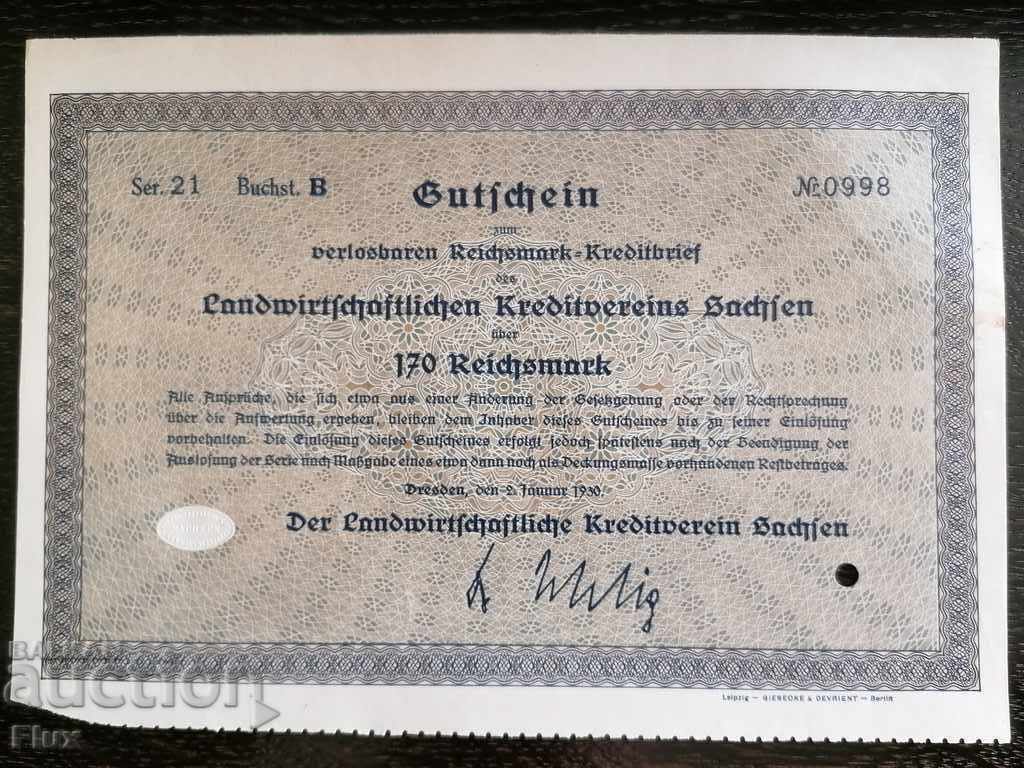 Ser. 21 Buchst. B Gutschein №0998
zum
verlosbaren Reichsmark-Kreditbrief
des
Landwirtschaftlichen Kreditvereins Sachsen
über
170 Reichsmark
Alle Ansprüche, die sich etwa aus einer Änderung der Gesetzgebung oder der Rechtsprechung
über die Aufwertung, ergeben, bleiben dem Inhaber dieses Gutscheines bis zu seiner Einlösung
vorbehalten. Die Einlösung dieses Gutscheines erfolgt jedoch spätestens nach der Beendigung der
Auslosung der Serie nach Maßgabe eines etwa dann noch als Deckungsmasse vorhandenen Restbetrages.
Dresden, den 2. Januar 1930.
Der Landwirtschaftliche Kreditverein Sachsen
Leipzig — GIESECKE & DEVRIENT — Berlin
auction
Flux